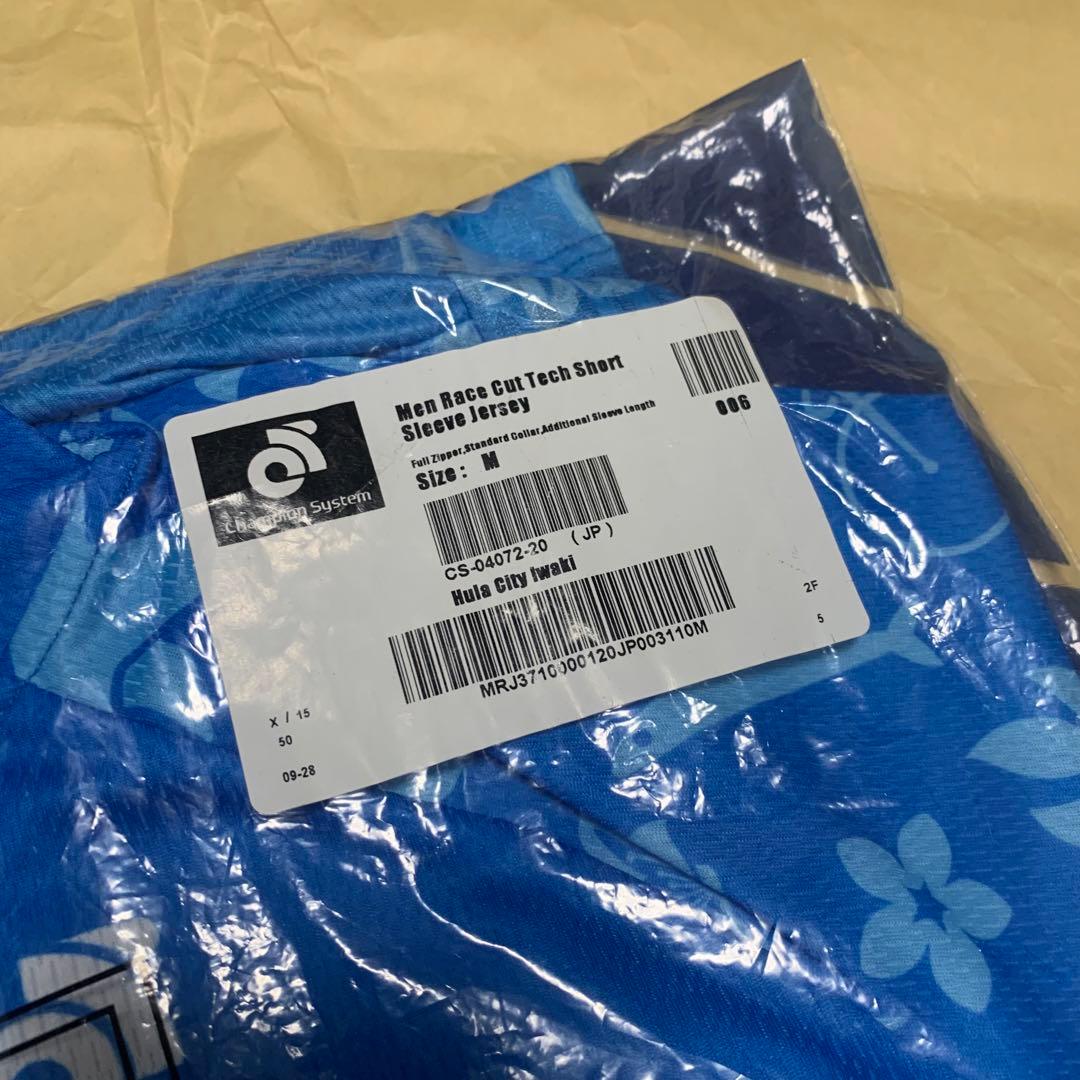 Champion System
Men Race Cut Tech Short
Sleeve Jersey
Full Zipper,Standard Collar,Additional Sleeve Length
Size : M
006
CS-04072-20 ( JP )
Hula City Iwaki
MRJ3710000120JP003110M
2F
5
X / 15
50
09-28